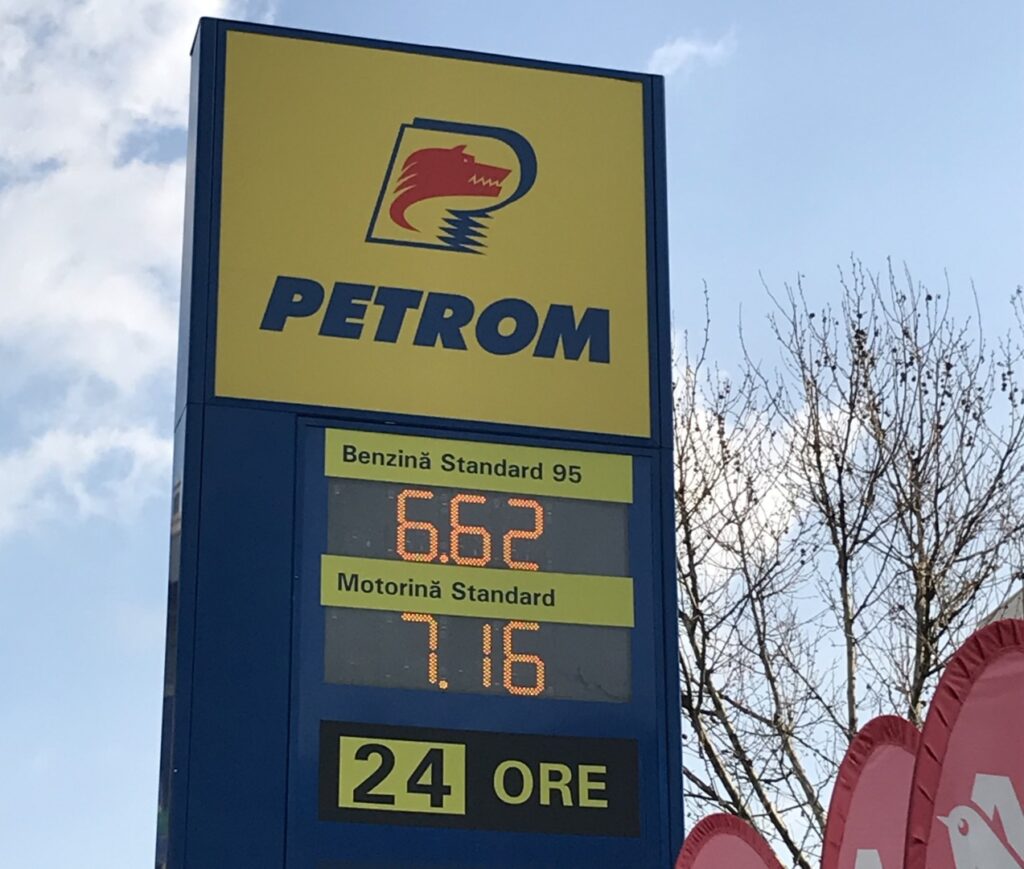 PETROM
Benzină Standard 95
6.62
Motorină Standard
7.16
24 ORE